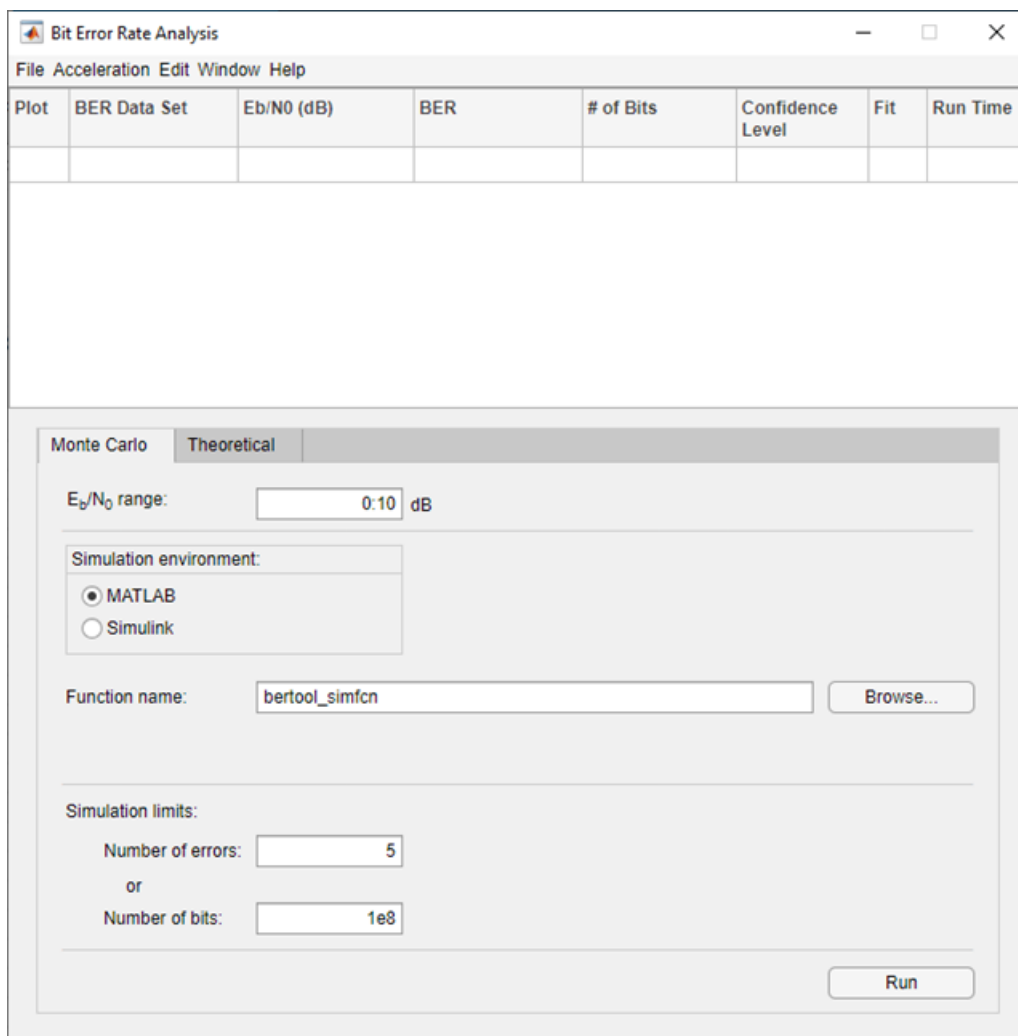 Bit Error Rate Analysis
File Acceleration Edit Window Help
Plot BER Data Set Eb/N0 (dB) BER # of Bits Confidence Level Fit Run Time
Monte Carlo Theoretical
Eb/N0 range: 0:10 dB
Simulation environment:
MATLAB
Simulink
Function name: bertool_simfcn Browse...
Simulation limits:
Number of errors: 5
or
Number of bits: 1e8
Run